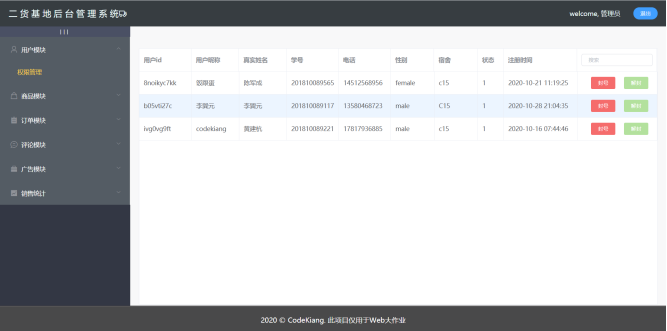 二货基地后台管理系统
welcome, 管理员
退出
|||
用户模块
权限管理
商品模块
订单模块
评论模块
广告模块
销售统计
用户id 用户昵称 真实姓名 学号 电话 性别 宿舍 状态 注册时间 搜索
8noikyc7kk 陈军成 201810089565 14512568956 female c15 1 2020-10-21 11:19:25 封号 解封
b05vti27c 李翼元 李翼元 201810089117 13580468723 male C15 1 2020-10-28 21:04:35 封号 解封
ivg0vg9ft codekiang 黄建杭 201810089221 17817936885 male c15 1 2020-10-16 07:44:46 封号 解封
2020 © CodeKiang. 此项目仅用于Web大作业